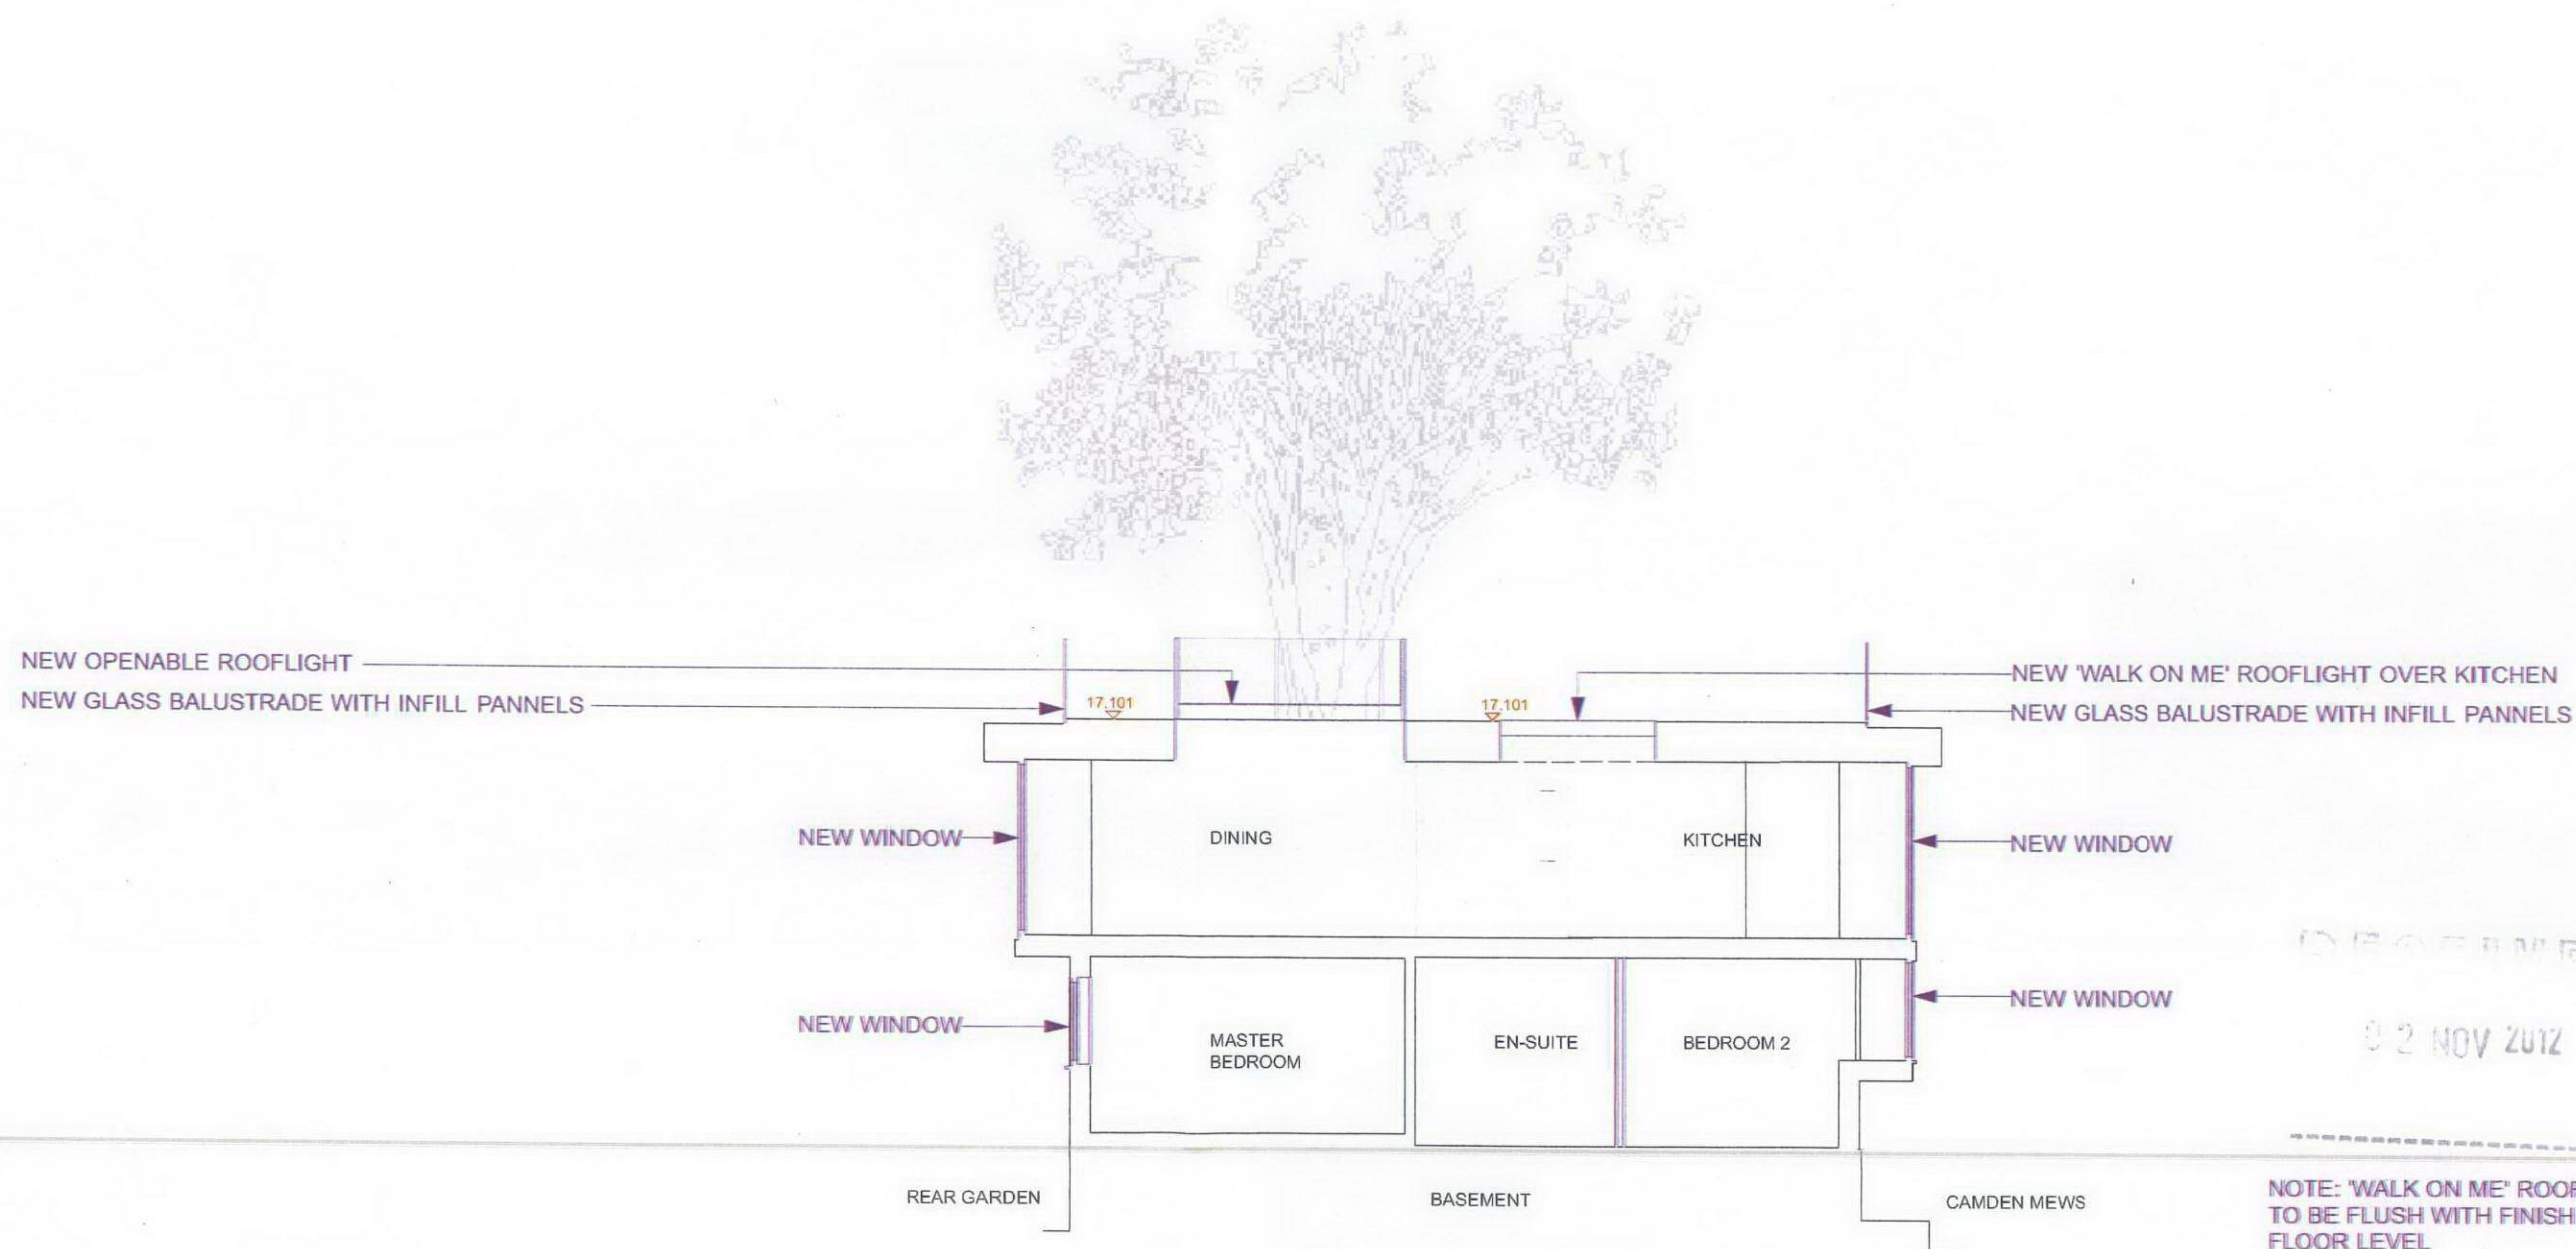 NEW OPENABLE ROOFLIGHT
NEW GLASS BALUSTRADE WITH INFILL PANNELS
17.101
17.101
NEW 'WALK ON ME' ROOFLIGHT OVER KITCHEN
NEW GLASS BALUSTRADE WITH INFILL PANNELS
NEW WINDOW
DINING
KITCHEN
NEW WINDOW
NEW WINDOW
MASTER
BEDROOM
EN-SUITE
BEDROOM 2
NEW WINDOW
02 NOV 2012
REAR GARDEN
BASEMENT
CAMDEN MEWS
NOTE: 'WALK ON ME' ROOF
TO BE FLUSH WITH FINISH
FLOOR LEVEL